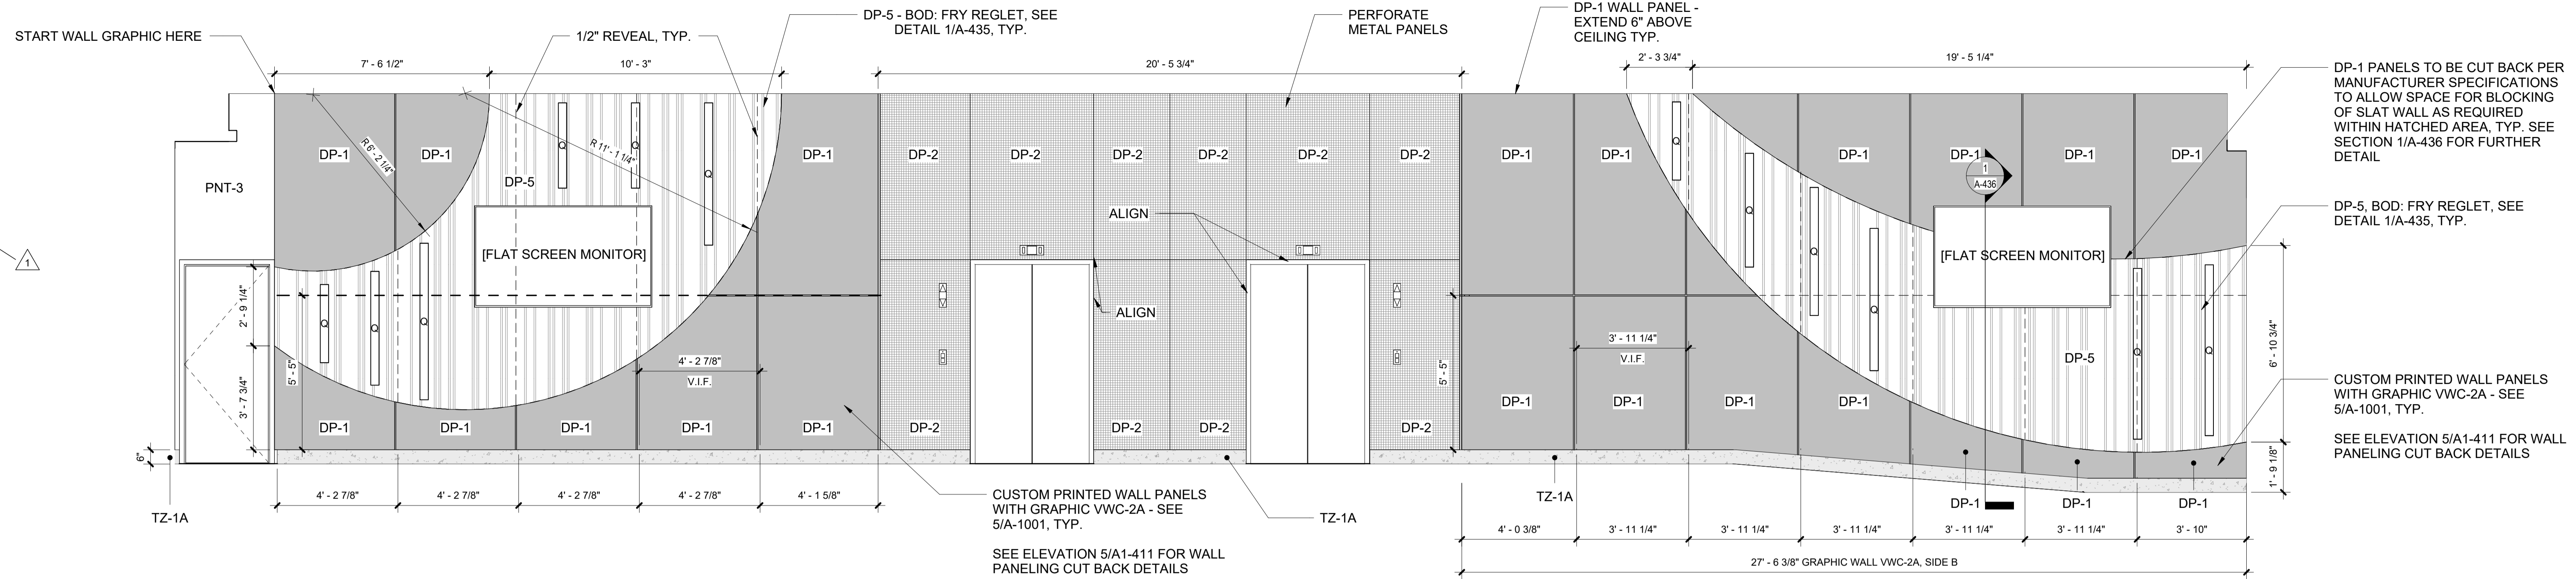 START WALL GRAPHIC HERE
1/2" REVEAL, TYP.
DP-5 - BOD: FRY REGLET, SEE
DETAIL 1/A-435, TYP.
PERFORATE
METAL PANELS
DP-1 WALL PANEL -
EXTEND 6" ABOVE
CEILING TYP.
7' - 6 1/2"
10' - 3"
20' - 5 3/4"
2' - 3 3/4"
19' - 5 1/4"
DP-1 PANELS TO BE CUT BACK PER
MANUFACTURER SPECIFICATIONS
TO ALLOW SPACE FOR BLOCKING
OF SLAT WALL AS REQUIRED
WITHIN HATCHED AREA, TYP. SEE
SECTION 1/A-436 FOR FURTHER
DETAIL
R 6' - 2 1/4"
R 11' - 1 1/4"
Q
Q
Q
Q
DP-1
DP-1
DP-1
DP-2
DP-2
DP-2
DP-2
DP-2
DP-2
DP-1
DP-1
DP-1
DP-1
DP-1
DP-1
1
A-436
PNT-3
DP-5
DP-5, BOD: FRY REGLET, SEE
DETAIL 1/A-435, TYP.
ALIGN
Q
Q
[FLAT SCREEN MONITOR]
[FLAT SCREEN MONITOR]
1
2' - 9 1/4"
Q
Q
Q
ALIGN
Q
3' - 11 1/4"
V.I.F.
6' - 10 3/4"
4' - 2 7/8"
V.I.F.
5' - 5"
5' - 5"
3' - 7 3/4"
Q
Q
DP-5
CUSTOM PRINTED WALL PANELS
WITH GRAPHIC VWC-2A - SEE
5/A-1001, TYP.
SEE ELEVATION 5/A1-411 FOR WALL
PANELING CUT BACK DETAILS
DP-1
DP-1
DP-1
DP-1
DP-1
DP-1
DP-1
DP-1
DP-1
DP-2
DP-2
DP-2
DP-2
6"
1' - 9 1/8"
4' - 2 7/8"
4' - 2 7/8"
4' - 2 7/8"
4' - 2 7/8"
4' - 1 5/8"
TZ-1A
CUSTOM PRINTED WALL PANELS
WITH GRAPHIC VWC-2A - SEE
5/A-1001, TYP.
SEE ELEVATION 5/A1-411 FOR WALL
PANELING CUT BACK DETAILS
TZ-1A
TZ-1A
DP-1
DP-1
DP-1
4' - 0 3/8"
3' - 11 1/4"
3' - 11 1/4"
3' - 11 1/4"
3' - 11 1/4"
3' - 11 1/4"
3' - 10"
27' - 6 3/8" GRAPHIC WALL VWC-2A, SIDE B